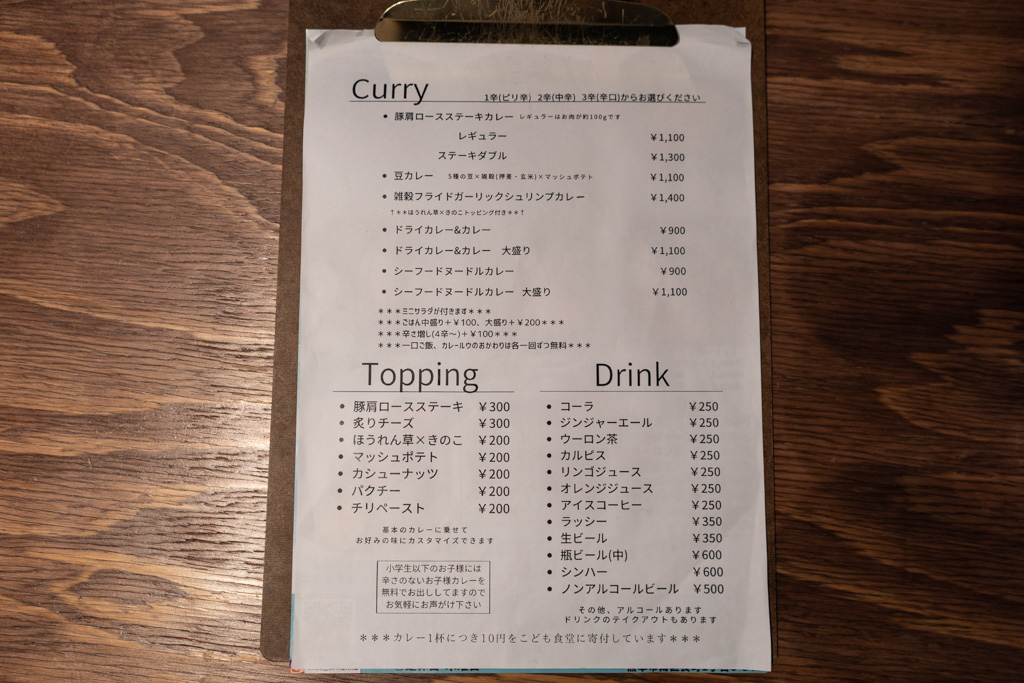 Curry 1辛(ピリ辛) 2辛(中辛) 3辛(辛口)からお選びください
● 豚肩ロースステーキカレー レギュラーはお肉が約100gです
レギュラー ¥1,100
ステーキダブル ¥1,300
● 豆カレー 5種の豆×雑穀(押麦・玄米)×マッシュポテト ¥1,100
● 雑穀フライドガーリックシュリンプカレー ¥1,400
↑**ほうれん草×きのこトッピング付き**↑
● ドライカレー&カレー ¥900
● ドライカレー&カレー 大盛り ¥1,100
● シーフードヌードルカレー ¥900
● シーフードヌードルカレー 大盛り ¥1,100
***ミニサラダが付きます***
***ごはん中盛り+¥100、大盛り+¥200***
***辛さ増し(4辛〜)+¥100***
***一口ご飯、カレールウのおかわりは各一回ずつ無料***
Topping
● 豚肩ロースステーキ ¥300
● 炙りチーズ ¥300
● ほうれん草×きのこ ¥200
● マッシュポテト ¥200
● カシューナッツ ¥200
● パクチー ¥200
● チリペースト ¥200
基本のカレーに乗せて
お好みの味にカスタマイズできます
小学生以下のお子様には
辛さのないお子様カレーを
無料でお出ししてますので
お気軽にお声がけ下さい
Drink
● コーラ ¥250
● ジンジャーエール ¥250
● ウーロン茶 ¥250
● カルピス ¥250
● リンゴジュース ¥250
● オレンジジュース ¥250
● アイスコーヒー ¥250
● ラッシー ¥350
● 生ビール ¥350
● 瓶ビール(中) ¥600
● シンハー ¥600
● ノンアルコールビール ¥500
その他、アルコールあります
ドリンクのテイクアウトもあります
***カレー1杯につき10円をこども食堂に寄付しています***